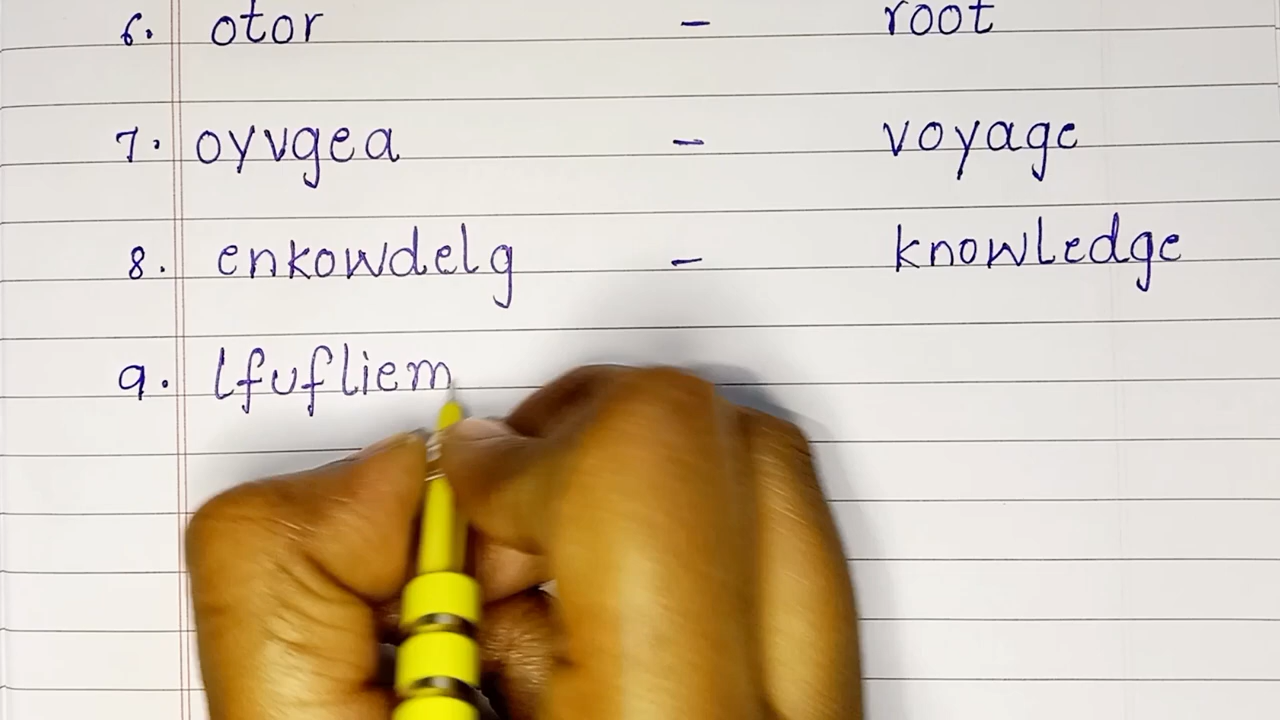 6. otor - root
7. oyvgea - voyage
8. enkowdelg - knowledge
9. lfufliem